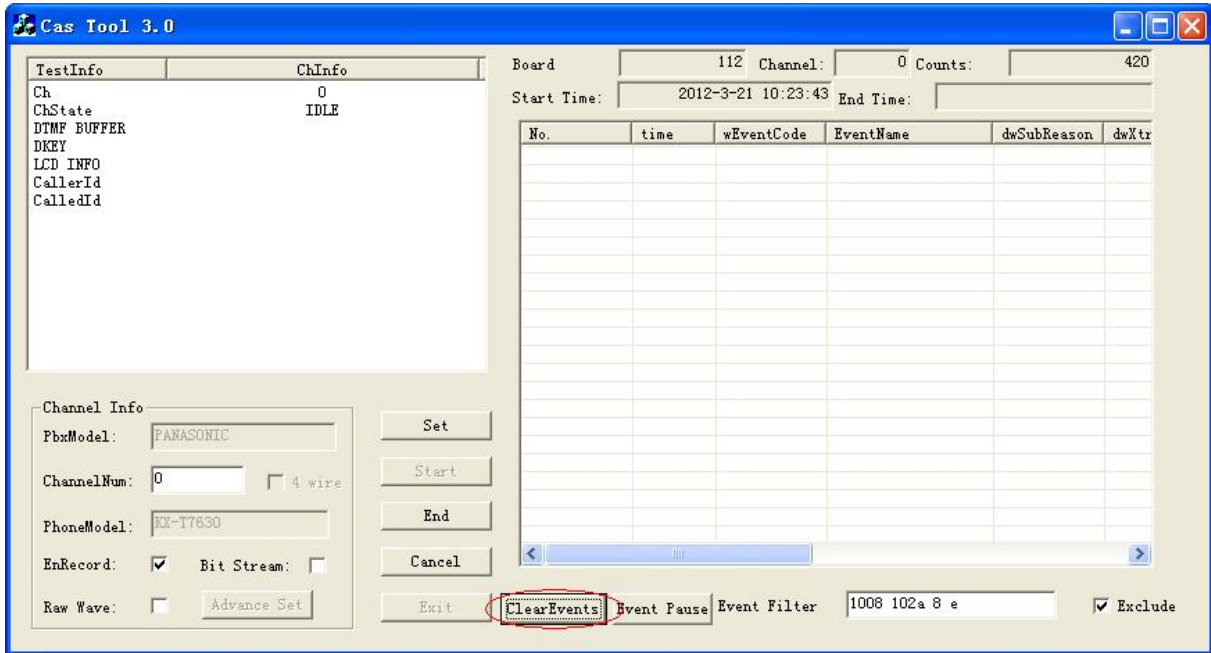 Cas Tool 3.0
TestInfo ChInfo
Ch 0
ChState IDLE
DTMF BUFFER
DKEY
LCD INFO
CallerId
CalledId
Board 112 Channel: 0 Counts: 420
Start Time: 2012-3-21 10:23:43 End Time:
No. time wEventCode EventName dwSubReason dwXtr
Channel Info
PbxModel: PANASONIC
ChannelNum: 0 4 wire
PhoneModel: KX-T7630
EnRecord: Bit Stream:
Raw Wave: Advance Set
Set
Start
End
Cancel
Exit
ClearEvents Event Pause Event Filter 1008 102a 8 e Exclude